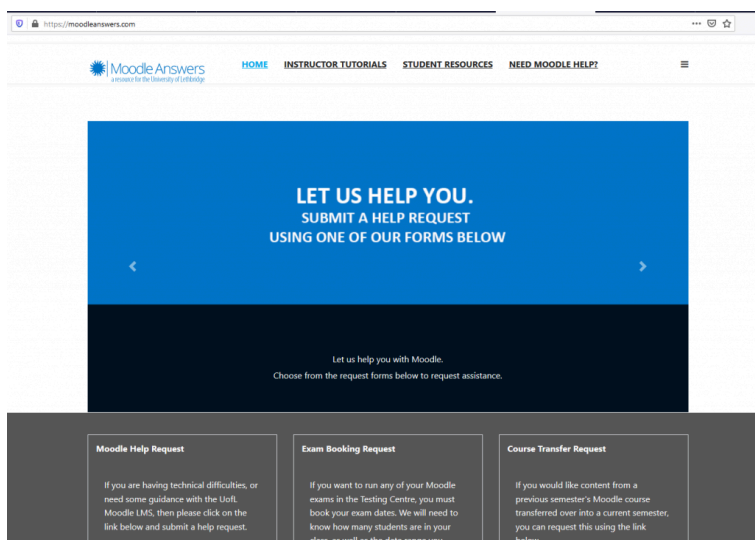 https://moodleanswers.com
Moodle Answers
a resource for the University of Lethbridge
HOME INSTRUCTOR TUTORIALS STUDENT RESOURCES NEED MOODLE HELP?
LET US HELP YOU.
SUBMIT A HELP REQUEST
USING ONE OF OUR FORMS BELOW
Let us help you with Moodle.
Choose from the request forms below to request assistance.
Moodle Help Request
If you are having technical difficulties, or
need some guidance with the UofL
Moodle LMS, then please click on the
link below and submit a help request.
Exam Booking Request
If you want to run any of your Moodle
exams in the Testing Centre, you must
book your exam dates. We will need to
know how many students are in your
Course Transfer Request
If you would like content from a
previous semester's Moodle course
transferred over into a current semester,
you can request this using the link